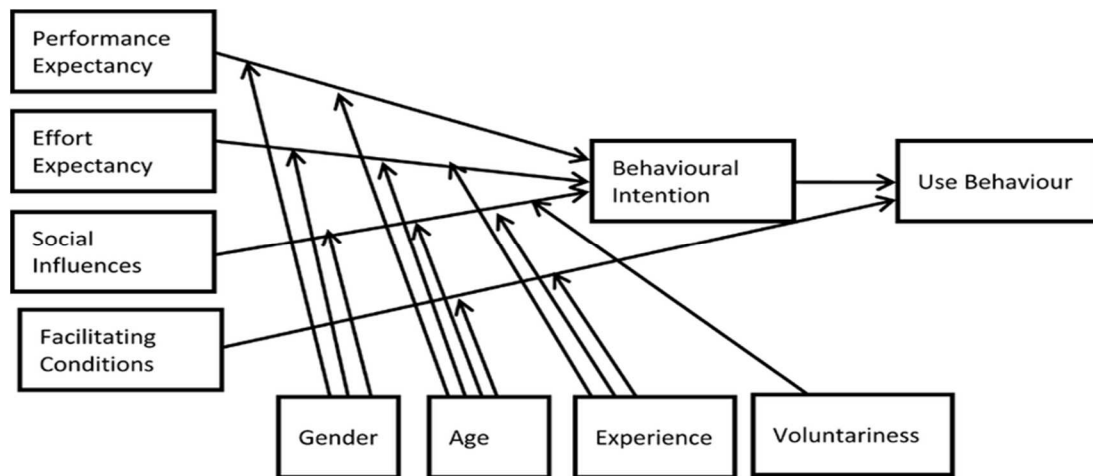 Performance
Expectancy
Effort
Expectancy
Behavioural
Intention
Use Behaviour
Social
Influences
Facilitating
Conditions
Gender
Age
Experience
Voluntariness